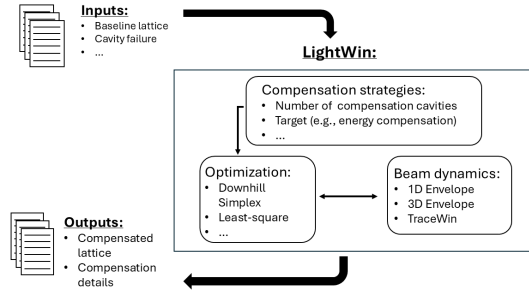 Inputs:
• Baseline lattice
• Cavity failure
• ...
LightWin:
Compensation strategies:
• Number of compensation cavities
• Target (e.g., energy compensation)
• ...
Optimization:
• Downhill
Simplex
• Least-square
• ...
Beam dynamics:
• 1D Envelope
• 3D Envelope
• TraceWin
Outputs:
• Compensated
lattice
• Compensation
details